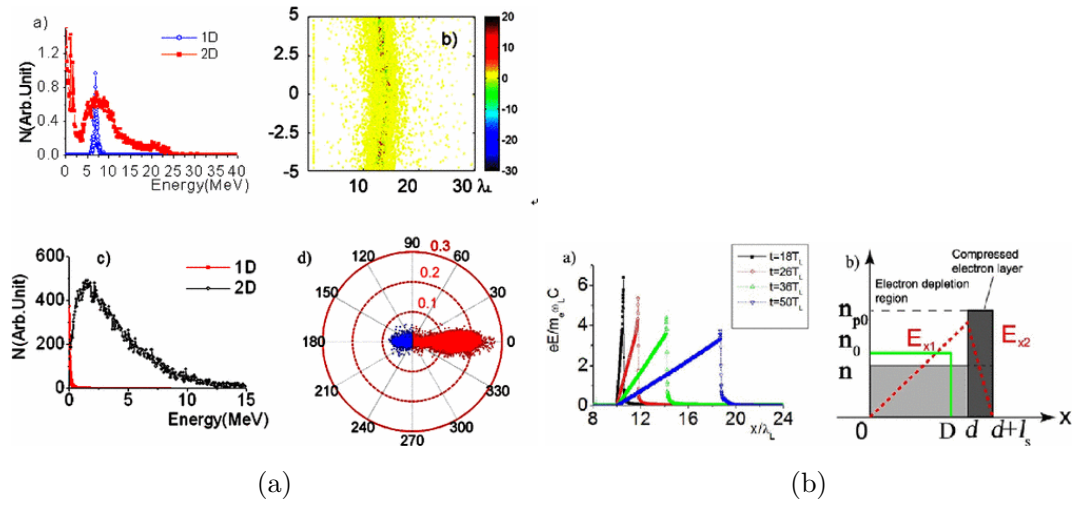 a)
1D
2D
N(Arb.Unit)
1.2
0.8
0.4
0.0
0 5 10 15 20 25 30 35 40
Energy(MeV)
b)
5
2.5
0
-2.5
-5
10 20 30 λL
20
10
0
-10
-20
-30
c)
1D
2D
N(Arb.Unit)
600
400
200
0
0 5 10 15
Energy(MeV)
d)
90
60
30
0
330
300
270
240
210
180
150
120
0.3
0.2
0.1
(a)
a)
t=18TL
t=26TL
t=36TL
t=50TL
eE/meωLC
6
4
2
0
8 12 16 20 24
x/λL
b)
Compressed
electron layer
Electron depletion
region
np0
n0
n
Ex1
Ex2
0 D d d+ls X
(b)